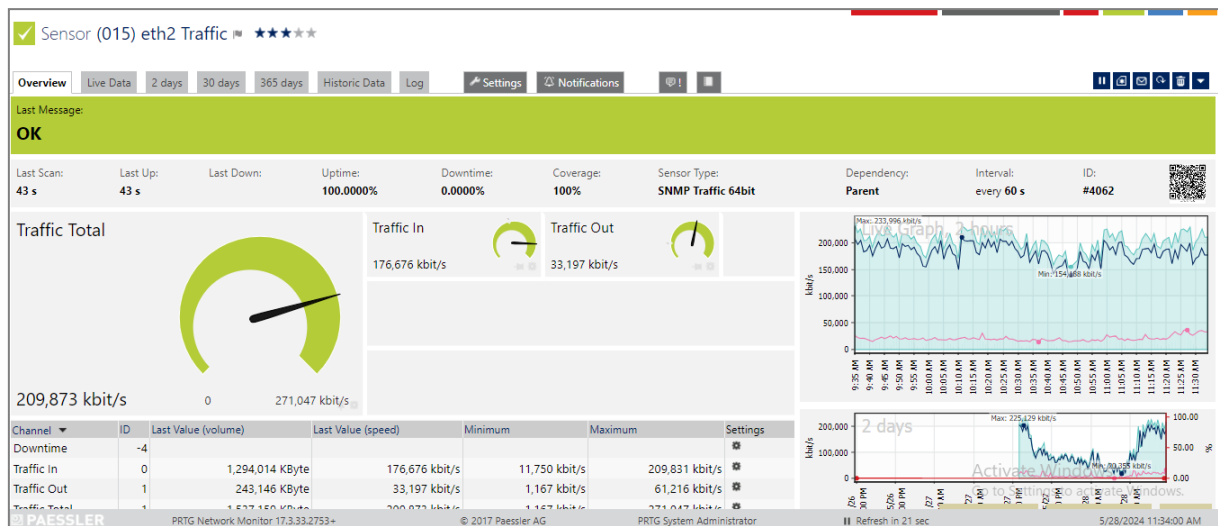 Sensor (015) eth2 Traffic
Overview Live Data 2 days 30 days 365 days Historic Data Log Settings Notifications
Last Message:
OK
Last Scan: Last Up: Last Down: Uptime: Downtime: Coverage: Sensor Type: Dependency: Interval: ID:
43 s 43 s 100.0000% 0.0000% 100% SNMP Traffic 64bit Parent every 60 s #4062
Traffic Total
209,873 kbit/s
0 271,047 kbit/s
Traffic In
176,676 kbit/s
Traffic Out
33,197 kbit/s
Live Graph, 2 hours
Max: 233,996 kbit/s
kbit/s
200,000
150,000
100,000
50,000
0
9:35 AM 9:40 AM 9:45 AM 9:50 AM 9:55 AM 10:00 AM 10:05 AM 10:10 AM 10:15 AM 10:20 AM 10:25 AM 10:30 AM 10:35 AM 10:40 AM 10:45 AM 10:50 AM 10:55 AM 11:00 AM 11:05 AM 11:10 AM 11:15 AM 11:20 AM 11:25 AM 11:30 AM
Channel ID Last Value (volume) Last Value (speed) Minimum Maximum Settings
Downtime -4
Traffic In 0 1,294,014 KByte 176,676 kbit/s 11,750 kbit/s 209,831 kbit/s
Traffic Out 1 243,146 KByte 33,197 kbit/s 1,167 kbit/s 61,216 kbit/s
Traffic Total
2 days
Max: 225,129 kbit/s
kbit/s
200,000
100,000
0
100.00
50.00
0.00
%
Activate Windows
Go to Settings to activate Windows.
PAESSLER PRTG Network Monitor 17.3.33.2753+ © 2017 Paessler AG PRTG System Administrator Refresh in 21 sec 5/28/2024 11:34:00 AM